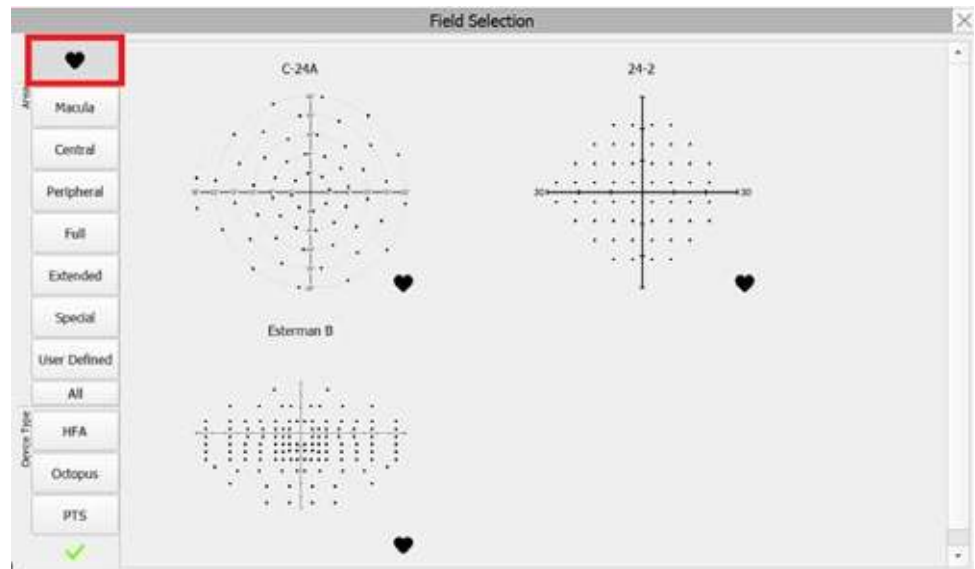 Field Selection
Area
C-24A
24-2
Macula
Central
Peripheral
30
30
Full
Extended
Special
Esterman B
User Defined
All
Device Type
HFA
Octopus
PTS